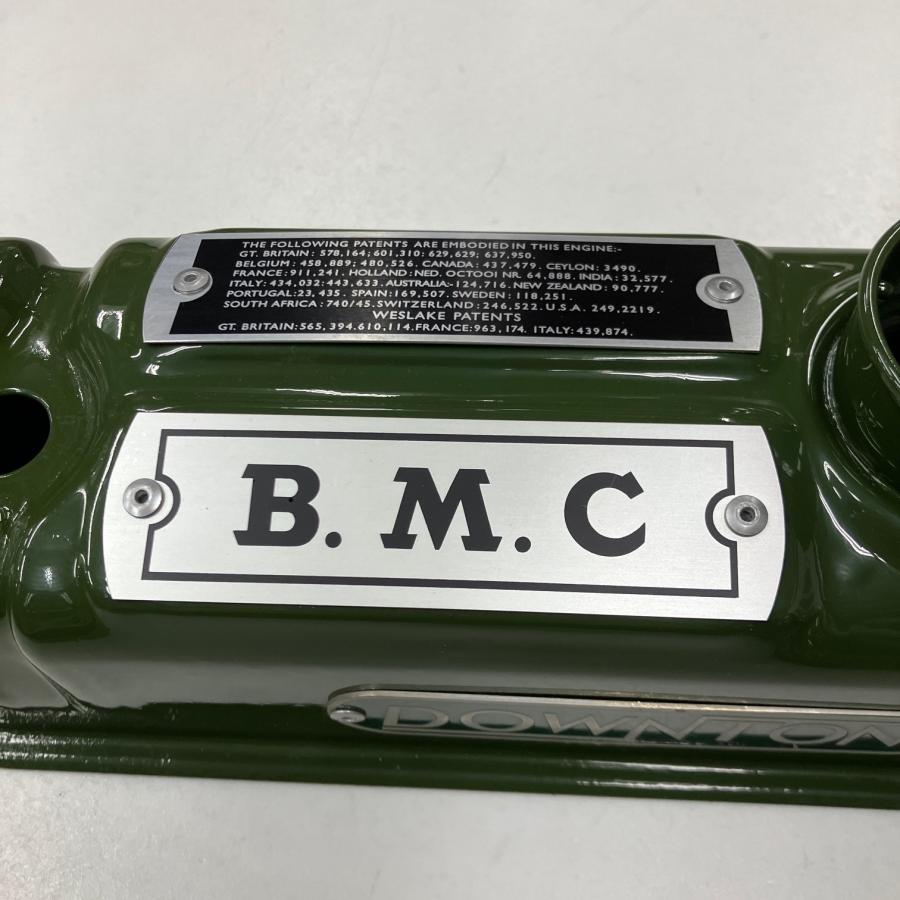 THE FOLLOWING PATENTS ARE EMBODIED IN THIS ENGINE:-
GT. BRITAIN: 578,164; 601,310: 629,629; 637,950.
BELGIUM: 458,889; 480,526. CANADA: 437,479. CEYLON: 3490.
FRANCE: 911,241. HOLLAND: NED. OCTOOI NR. 64,888. INDIA: 32,577.
ITALY: 434,032: 443,633. AUSTRALIA:-124,716. NEW ZEALAND: 90,777.
PORTUGAL: 23, 435. SPAIN: 169,507. SWEDEN: 118,251.
SOUTH AFRICA: 740/45. SWITZERLAND: 246,522. U.S.A. 249,2219.
WESLAKE PATENTS
GT. BRITAIN: 565, 394.610,114. FRANCE: 963, 174. ITALY: 439,874.
B. M. C
DOWNTON